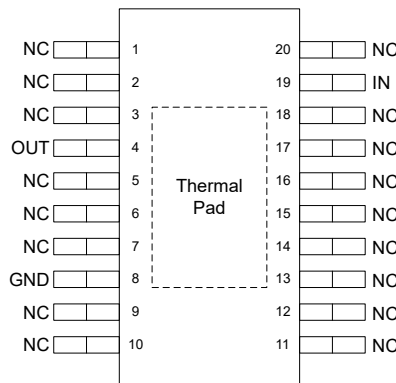 NC 1 20 NC
NC 2 19 IN
NC 3 18 NC
OUT 4 17 NC
NC 5 16 NC
Thermal
Pad
NC 6 15 NC
NC 7 14 NC
GND 8 13 NC
NC 9 12 NC
NC 10 11 NC